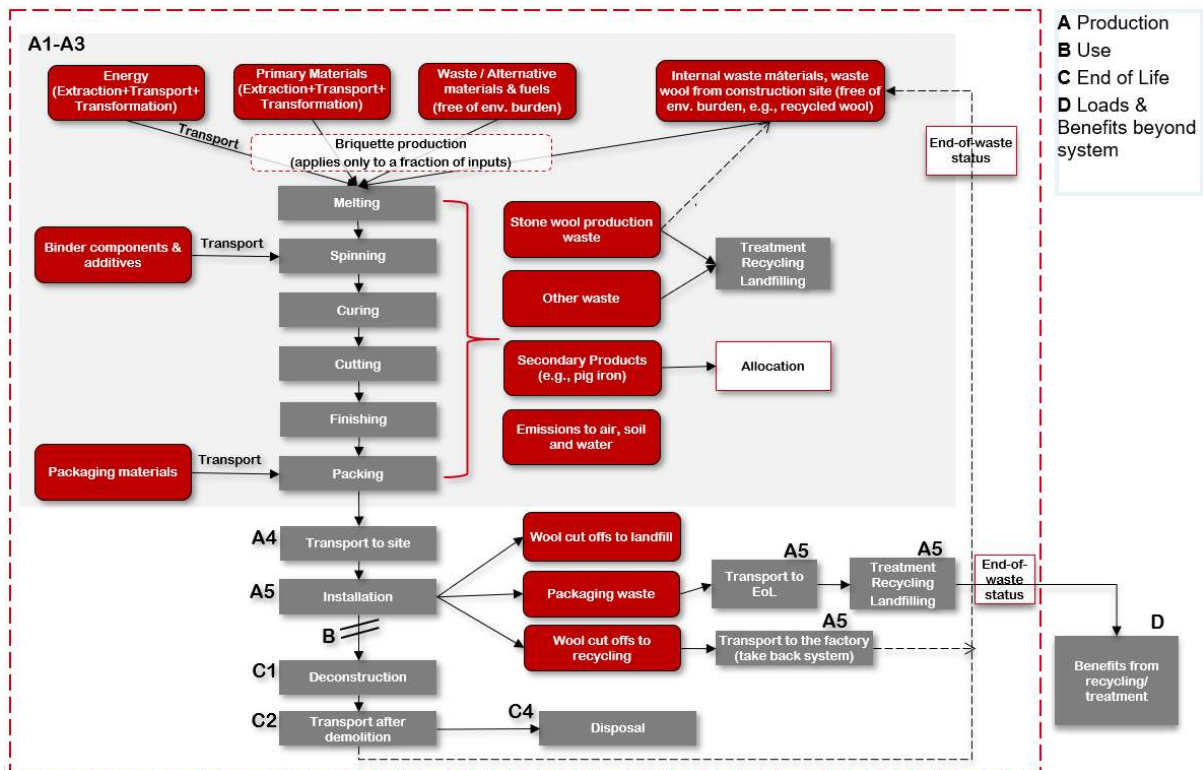 A1-A3
Energy
(Extraction+Transport+
Transformation)
Primary Materials
(Extraction+Transport+
Transformation)
Waste / Alternative
materials & fuels
(free of env. burden)
Internal waste màterials, waste
wool from construction site (free
of env. burden, e.g., recycled wool)
A Production
B Use
C End of Life
D Loads &
Benefits beyond
system
Transport
Briquette production
(applies only to a fraction of inputs)
End-of-waste
status
Melting
Binder components &
additives
Transport
Spinning
Stone wool production
waste
Treatment
Recycling
Landfilling
Curing
Other waste
Cutting
Secondary Products
(e.g., pig iron)
Allocation
Finishing
Emissions to air, soil
and water
Packaging materials
Transport
Packing
A4
Transport to site
Wool cut offs to landfill
A5
Installation
Packaging waste
A5
Transport to
EoL
A5
Treatment
Recycling
Landfilling
End-of-
waste
status
B
Wool cut offs to
recycling
A5
Transport to the factory
(take back system)
D
Benefits from
recycling/
treatment
C1
Deconstruction
C2
Transport after
demolition
C4
Disposal